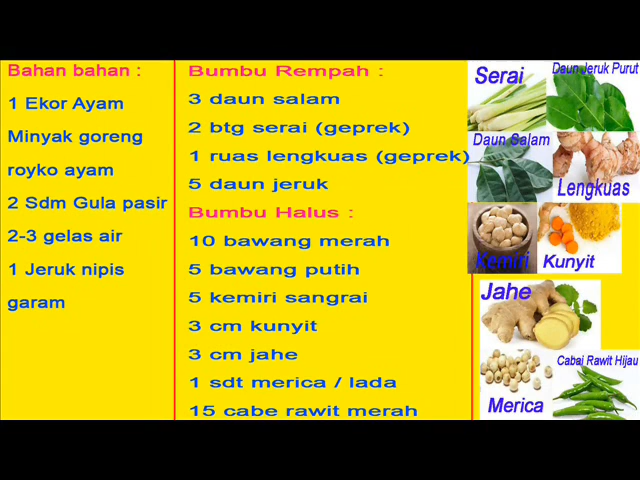 Bahan bahan :
1 Ekor Ayam
Minyak goreng
royko ayam
2 Sdm Gula pasir
2-3 gelas air
1 Jeruk nipis
garam
Bumbu Rempah :
3 daun salam
2 btg serai (geprek)
1 ruas lengkuas (geprek)
5 daun jeruk
Bumbu Halus :
10 bawang merah
5 bawang putih
5 kemiri sangrai
3 cm kunyit
3 cm jahe
1 sdt merica / lada
15 cabe rawit merah
Serai
Daun Jeruk Purut
Daun Salam
Lengkuas
Kemiri
Kunyit
Jahe
Cabai Rawit Hijau
Merica